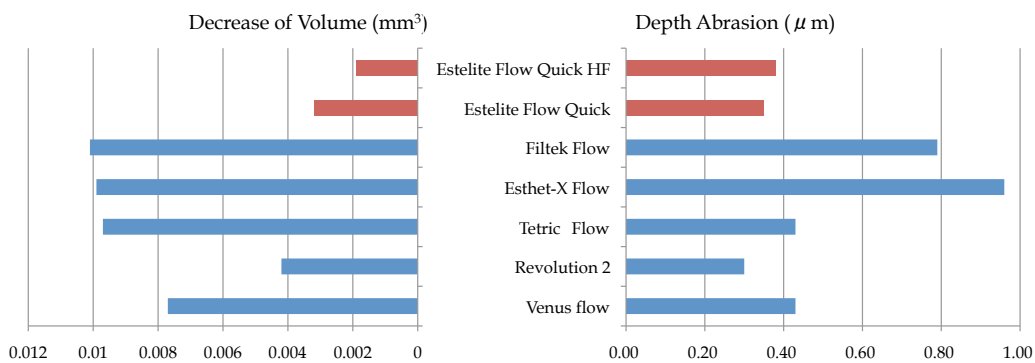 Decrease of Volume (mm³) Depth Abrasion (μm)
Estelite Flow Quick HF
Estelite Flow Quick
Filtek Flow
Esthet-X Flow
Tetric Flow
Revolution 2
Venus flow
0.012 0.01 0.008 0.006 0.004 0.002 0 0.00 0.20 0.40 0.60 0.80 1.00